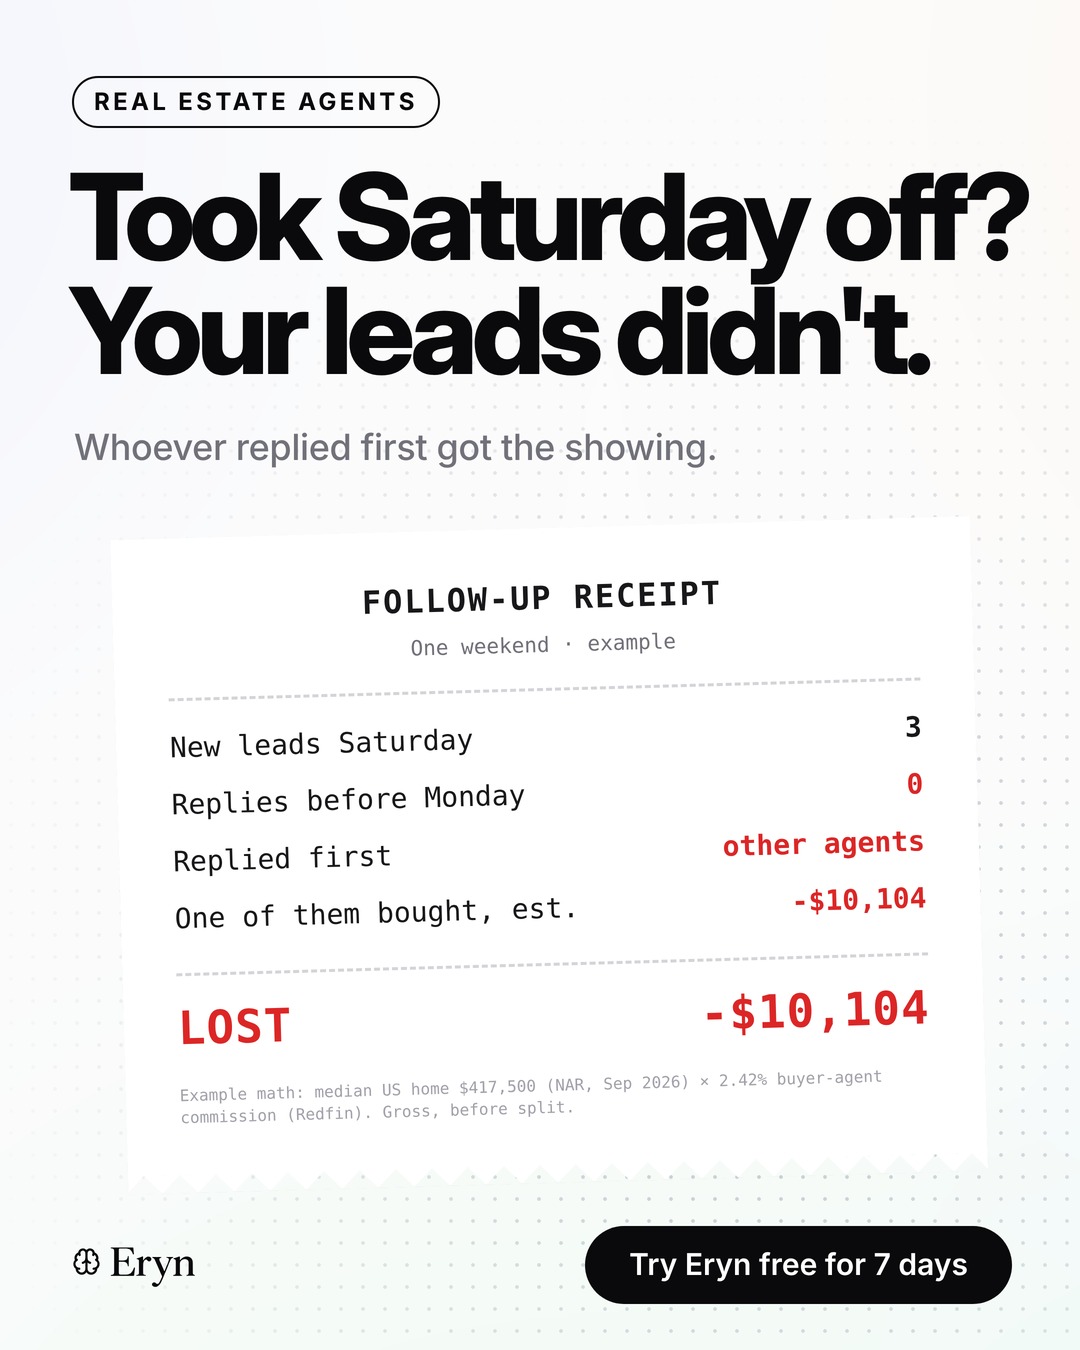 REAL ESTATE AGENTS
Took Saturday off?
Your leads didn't.
Whoever replied first got the showing.
FOLLOW-UP RECEIPT
One weekend · example
New leads Saturday 3
Replies before Monday 0
Replied first other agents
One of them bought, est. -$10,104
LOST -$10,104
Example math: median US home $417,500 (NAR, Sep 2026) × 2.42% buyer-agent
commission (Redfin). Gross, before split.
Eryn
Try Eryn free for 7 days